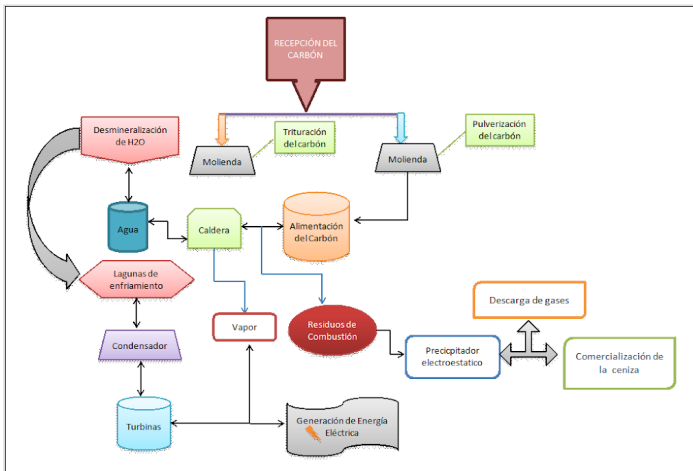 RECEPCIÓN DEL
CARBÓN
Desmineralización
de H2O
Trituración
del carbón
Pulverización
del carbón
Molienda
Molienda
Agua
Caldera
Alimentación
del Carbón
Lagunas de
enfriamiento
Vapor
Residuos de
Combustión
Descarga de gases
Condensador
Precicpitador
electroestatico
Comercialización de
la ceniza
Turbinas
Generación de Energía
Eléctrica